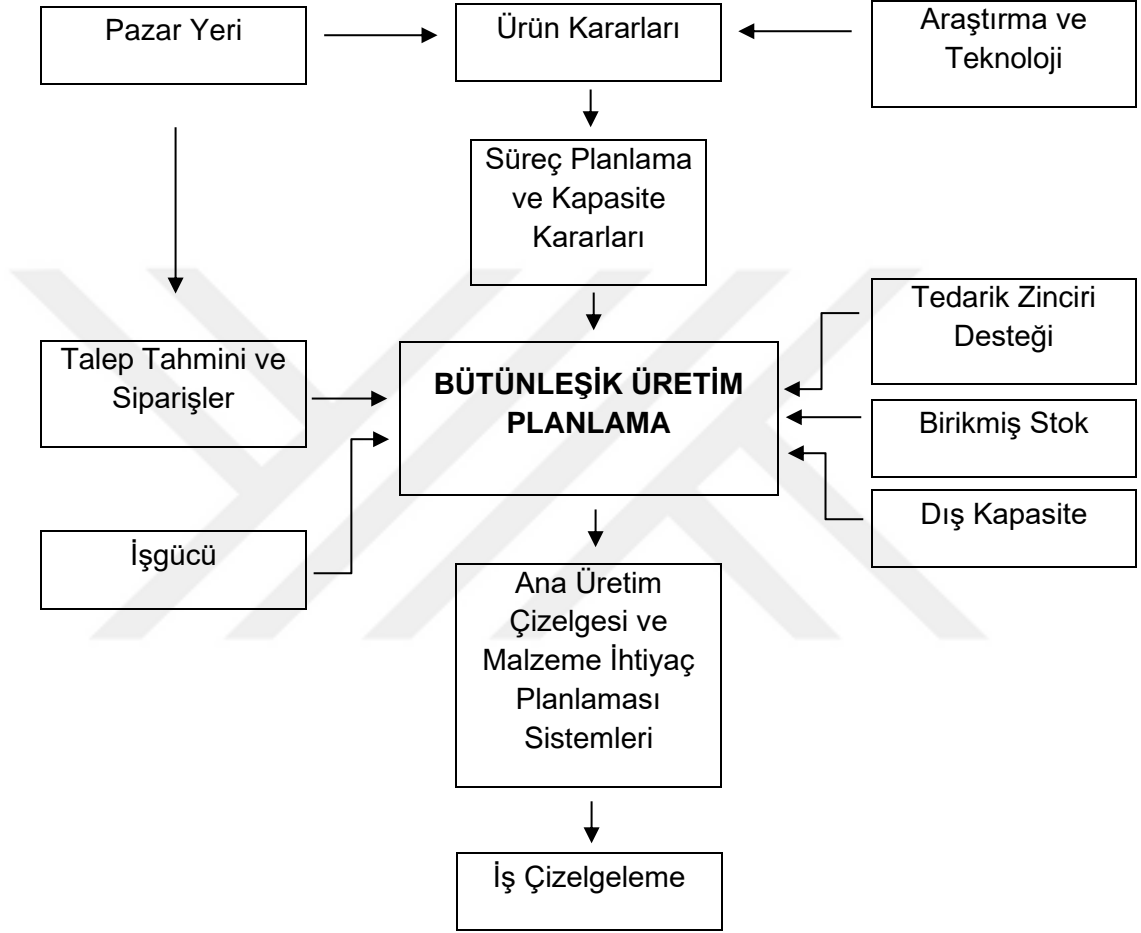 Pazar Yeri
Ürün Kararları
Araştırma ve
Teknoloji
Süreç Planlama
ve Kapasite
Kararları
Talep Tahmini ve
Siparişler
BÜTÜNLEŞİK ÜRETİM
PLANLAMA
Tedarik Zinciri
Desteği
Birikmiş Stok
Dış Kapasite
İşgücü
Ana Üretim
Çizelgesi ve
Malzeme İhtiyaç
Planlaması
Sistemleri
İş Çizelgeleme